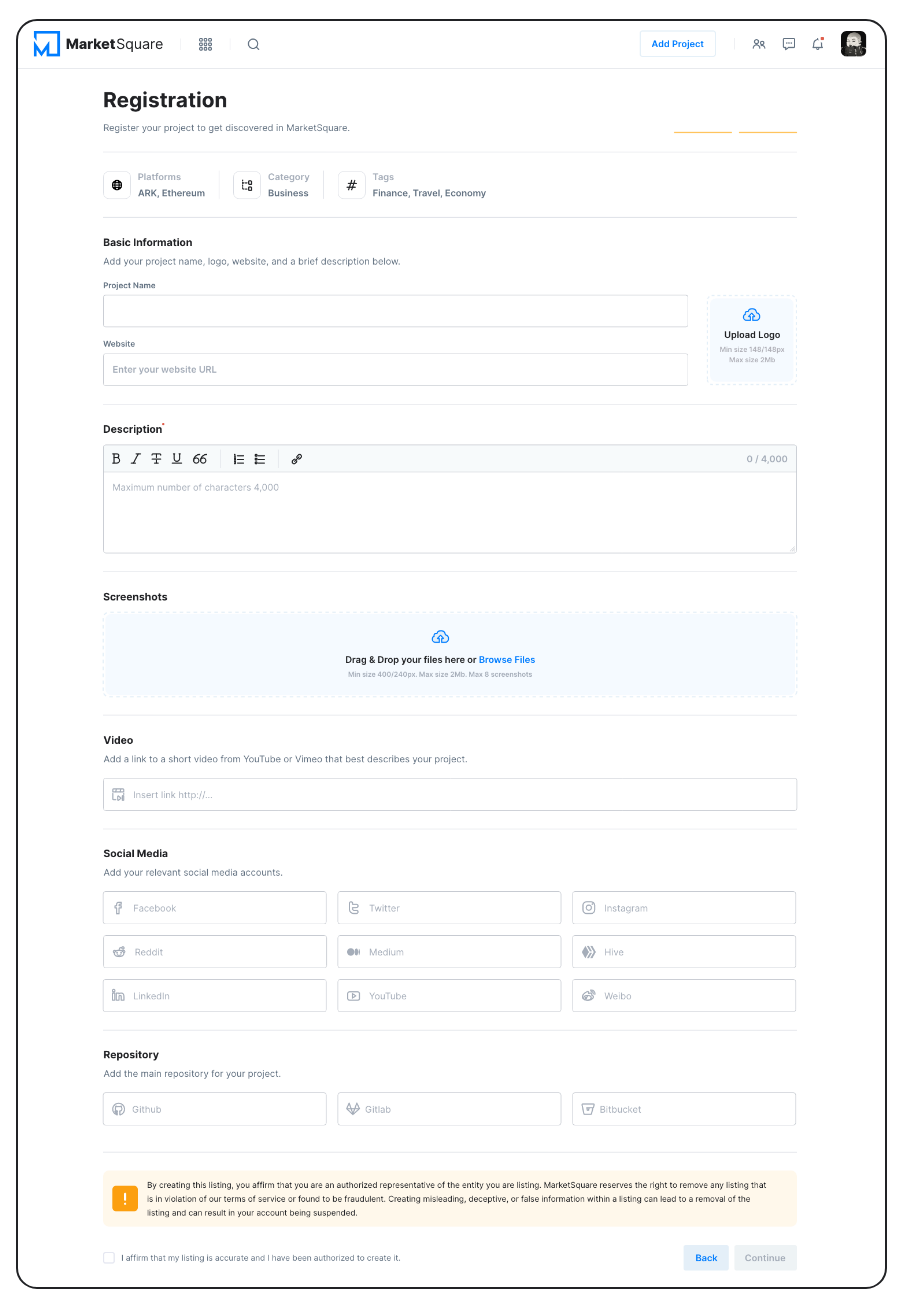 MarketSquare
Add Project
Registration
Register your project to get discovered in MarketSquare.
Platforms
ARK, Ethereum
Category
Business
Tags
Finance, Travel, Economy
Basic Information
Add your project name, logo, website, and a brief description below.
Project Name
Upload Logo
Min size 148/148px
Max size 2Mb
Website
Enter your website URL
Description*
0 / 4,000
Maximum number of characters 4,000
Screenshots
Drag & Drop your files here or Browse Files
Min size 400/240px. Max size 2Mb. Max 8 screenshots
Video
Add a link to a short video from YouTube or Vimeo that best describes your project.
Insert link http://...
Social Media
Add your relevant social media accounts.
Facebook
Twitter
Instagram
Reddit
Medium
Hive
LinkedIn
YouTube
Weibo
Repository
Add the main repository for your project.
Github
Gitlab
Bitbucket
By creating this listing, you affirm that you are an authorized representative of the entity you are listing. MarketSquare reserves the right to remove any listing that
is in violation of our terms of service or found to be fraudulent. Creating misleading, deceptive, or false information within a listing can lead to a removal of the
listing and can result in your account being suspended.
I affirm that my listing is accurate and I have been authorized to create it.
Back
Continue